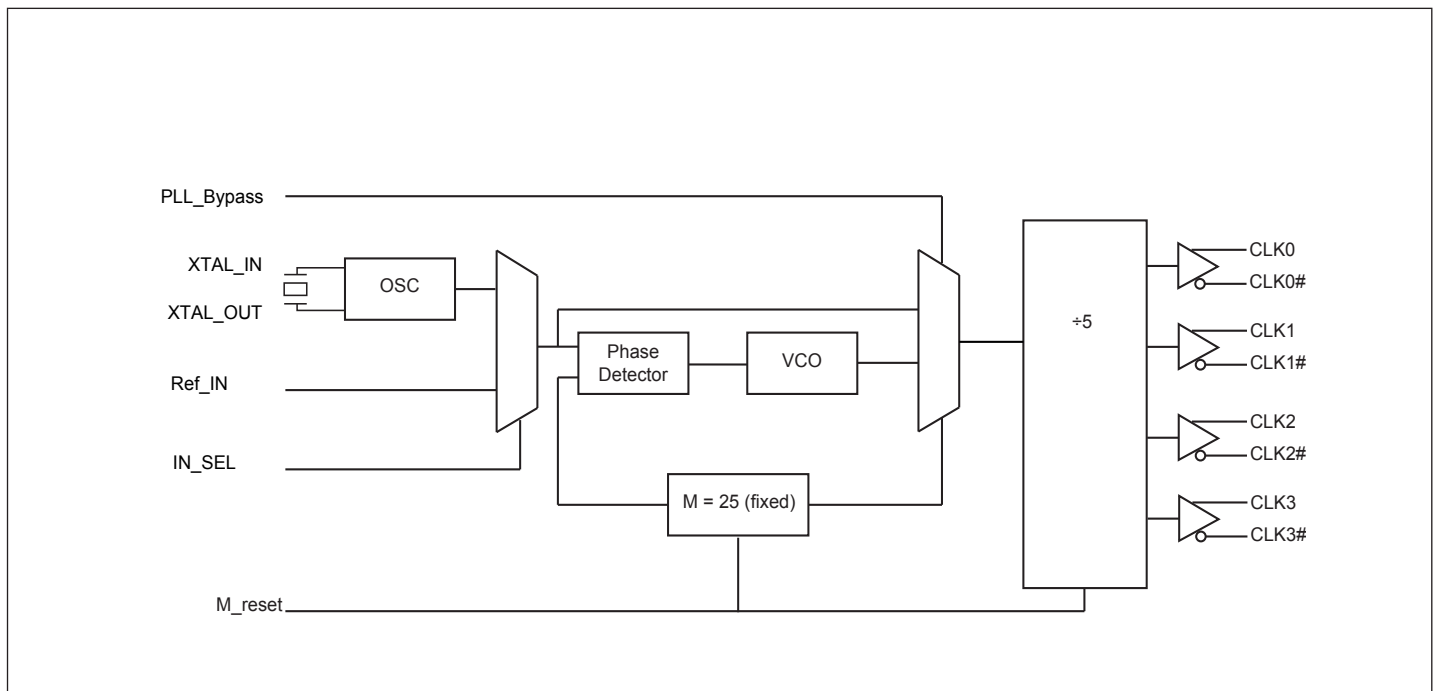 PLL_Bypass
XTAL_IN
XTAL_OUT
OSC
Ref_IN
IN_SEL
Phase
Detector
VCO
M = 25 (fixed)
M_reset
÷5
CLK0
CLK0#
CLK1
CLK1#
CLK2
CLK2#
CLK3
CLK3#